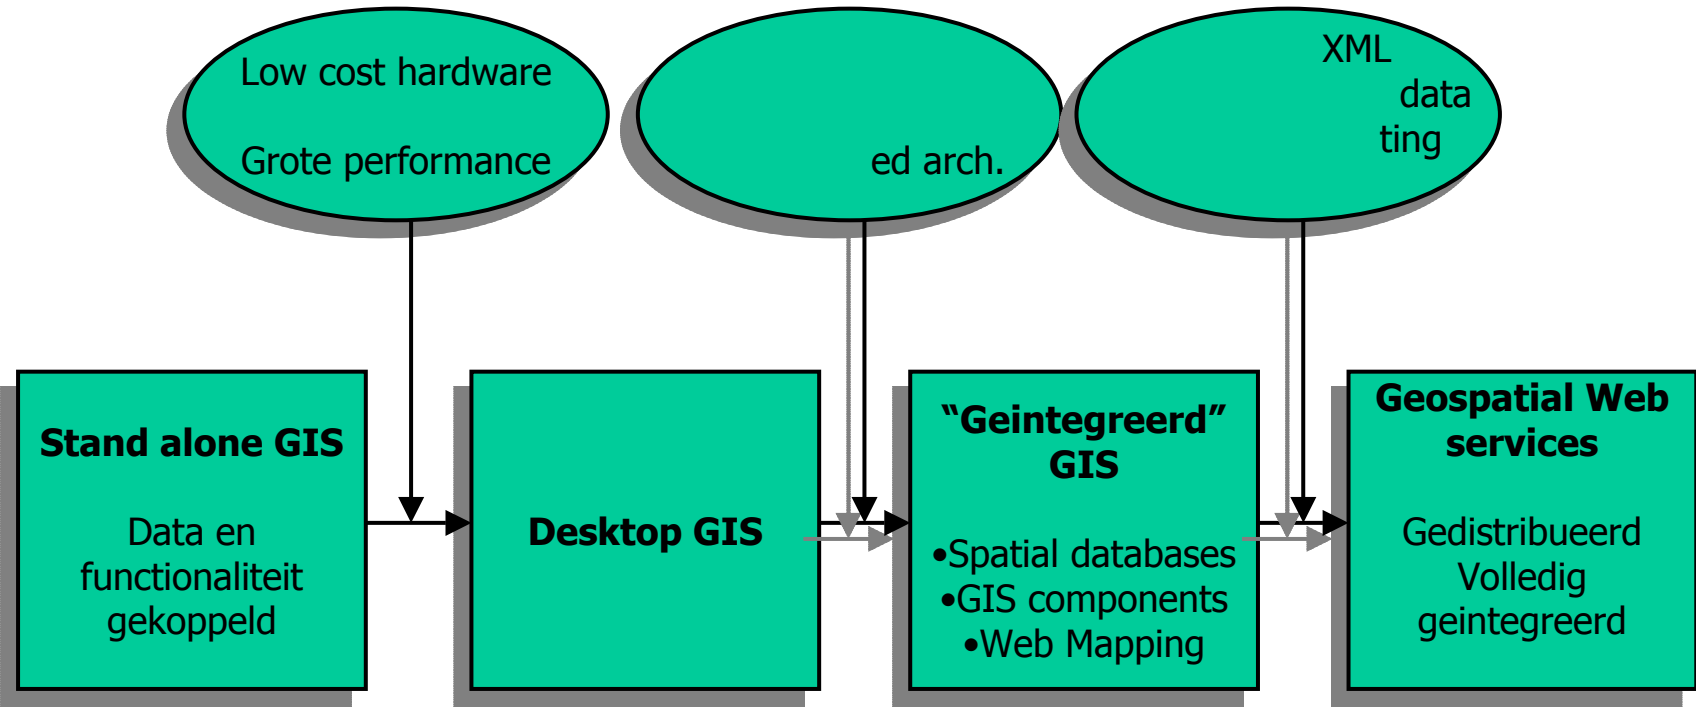 Low cost hardware
Grote performance
ed arch.
XML
data
ting
Stand alone GIS
Data en
functionaliteit
gekoppeld
Desktop GIS
“Geintegreerd”
GIS
•Spatial databases
•GIS components
•Web Mapping
Geospatial Web
services
Gedistribueerd
Volledig
geintegreerd